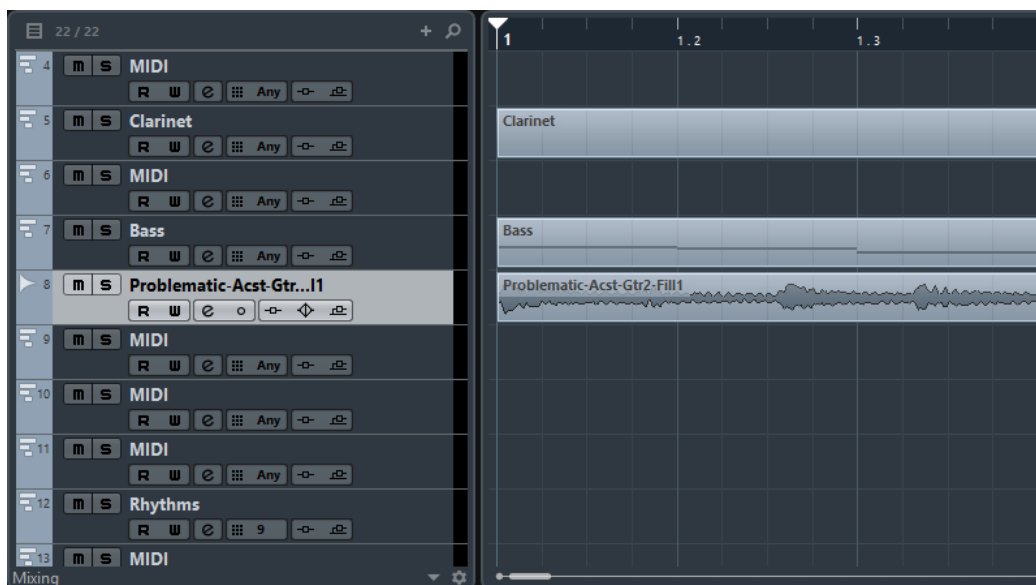 22 / 22
1
1.2
1.3
4 m S MIDI
R W e Any
5 m S Clarinet
R W e Any
Clarinet
6 m S MIDI
R W e Any
7 m S Bass
R W e Any
Bass
8 m S Problematic-Acst-Gtr...l1
R W e
Problematic-Acst-Gtr2-Fill1
9 m S MIDI
R W e Any
10 m S MIDI
R W e Any
11 m S MIDI
R W e Any
12 m S Rhythms
R W e 9
13 m S MIDI
Mixing